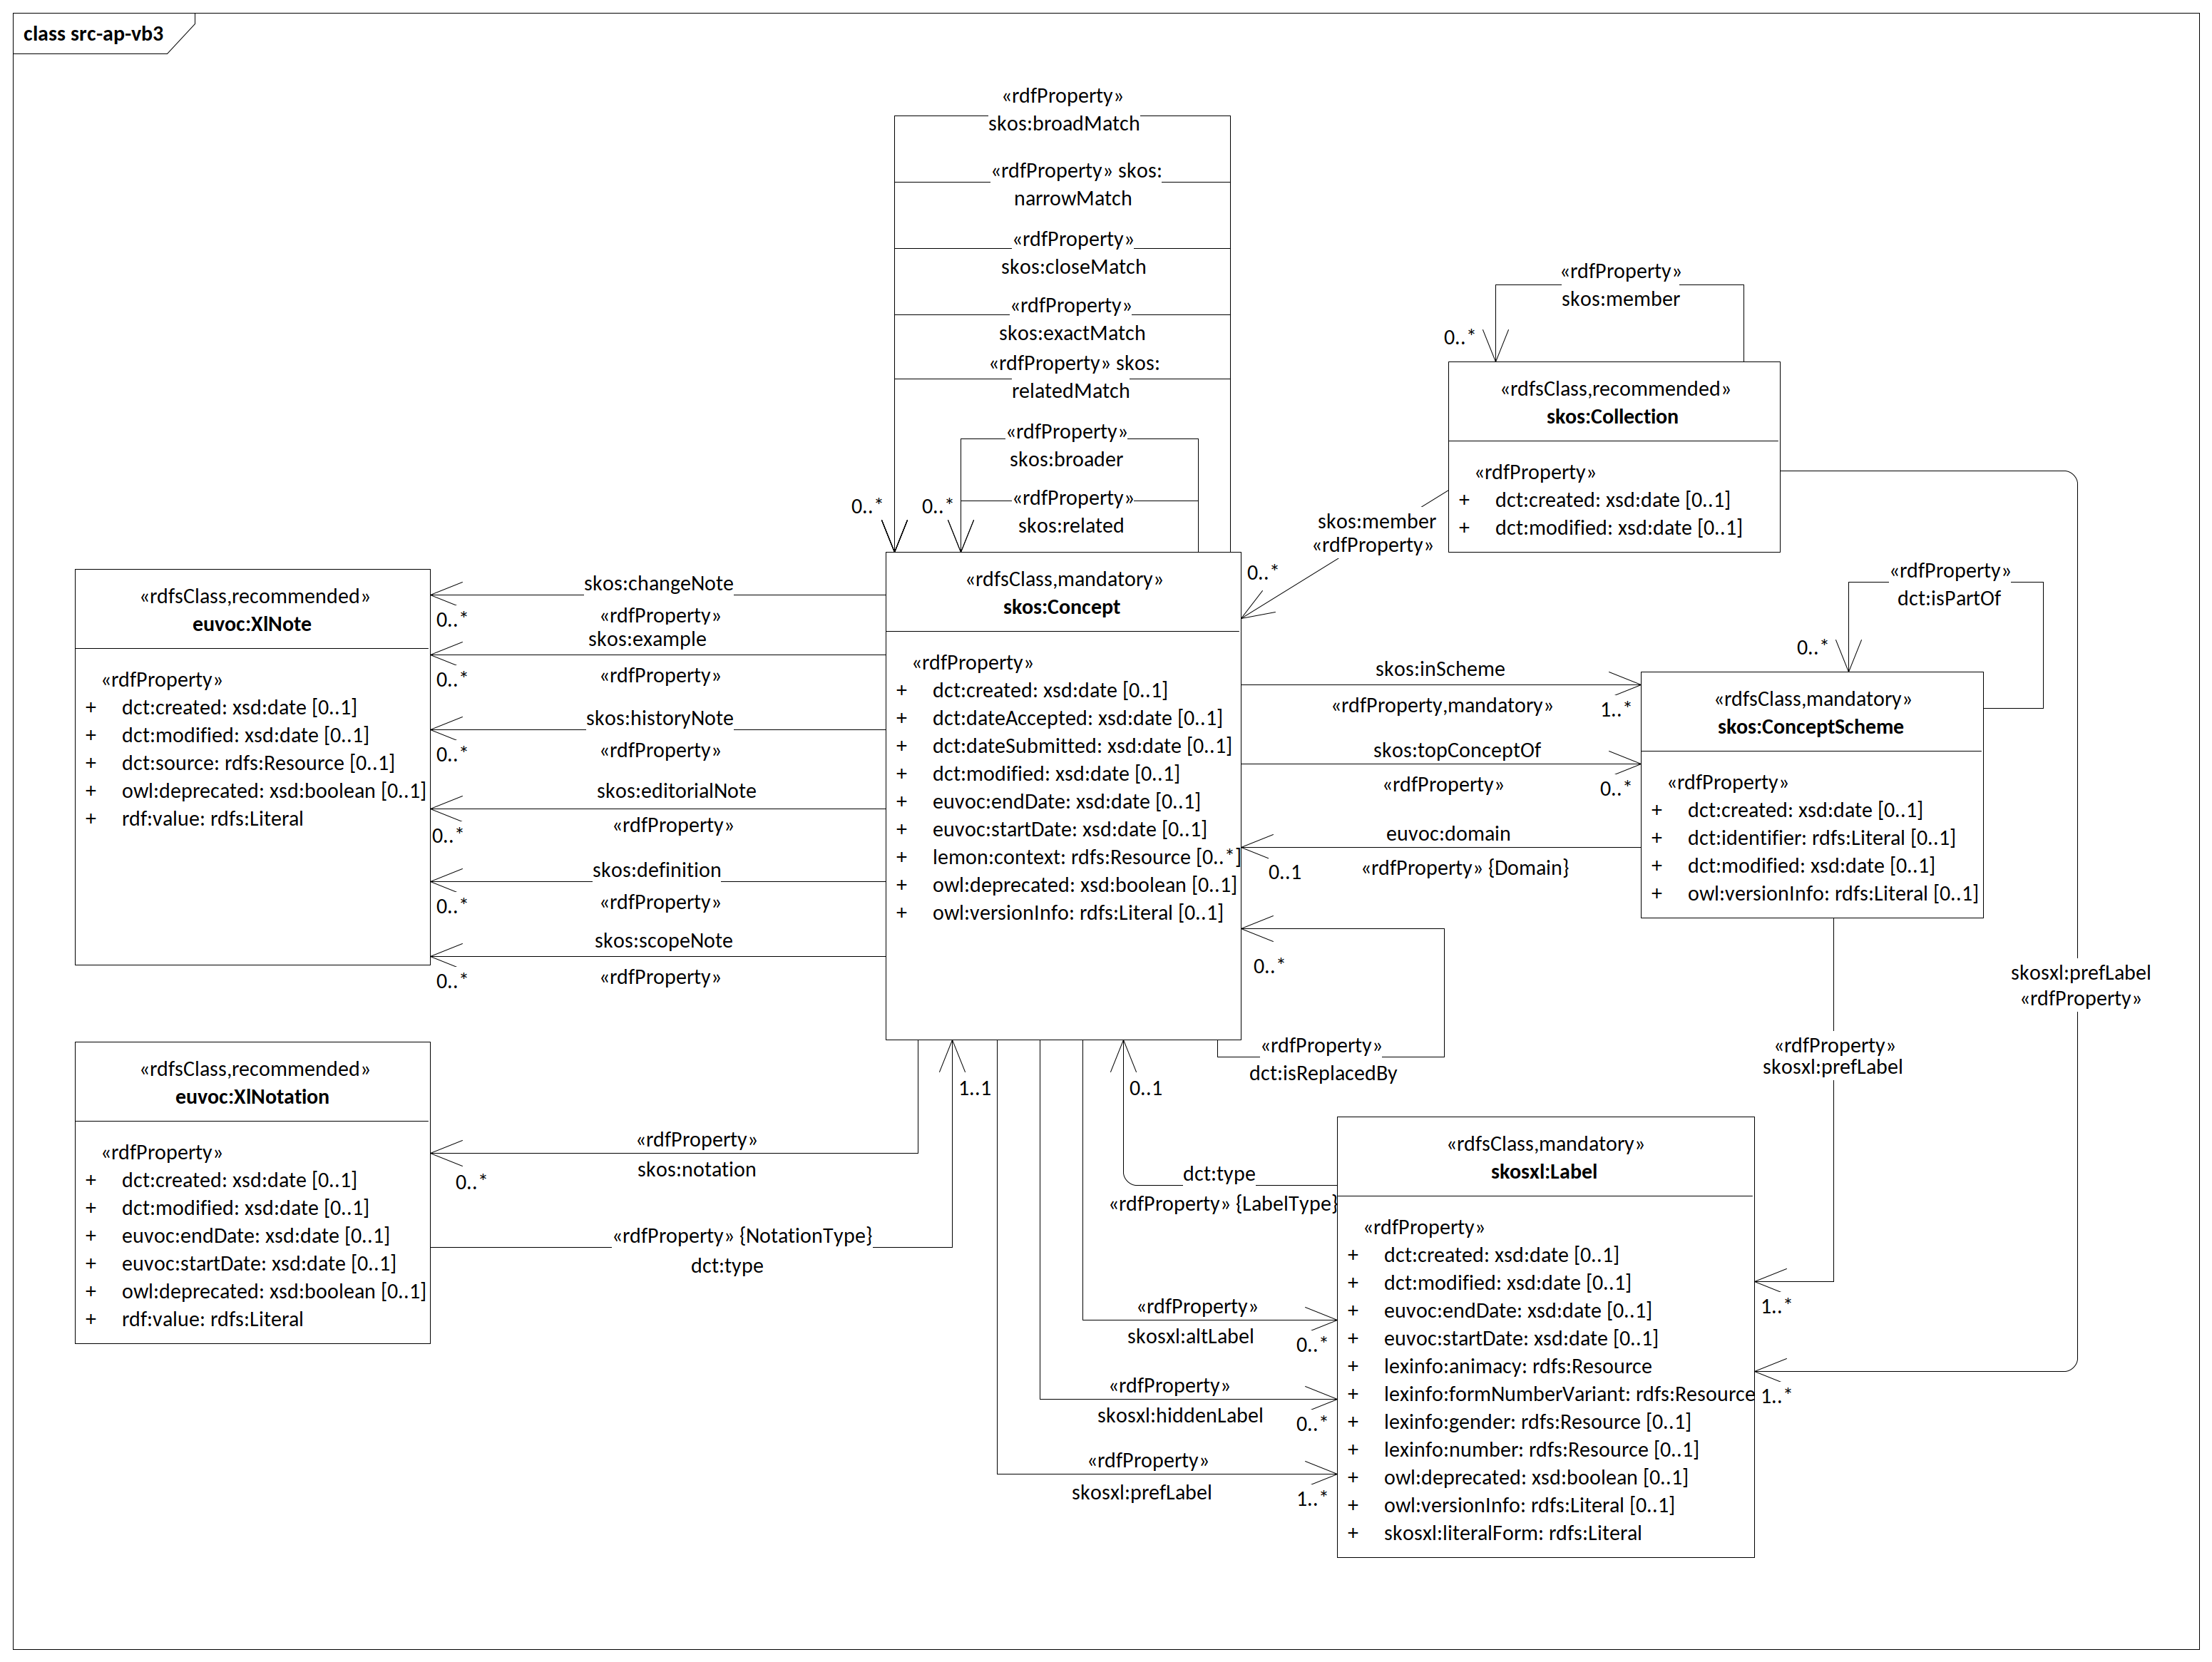 class src-ap-vb3
«rdfProperty»
skos:broadMatch
«rdfProperty» skos:
narrowMatch
«rdfProperty»
skos:closeMatch
«rdfProperty»
skos:exactMatch
«rdfProperty» skos:
relatedMatch
«rdfProperty»
skos:broader
«rdfProperty»
skos:related
0..*
0..*
«rdfProperty»
skos:member
0..*
«rdfsClass,recommended»
skos:Collection
«rdfProperty»
+ dct:created: xsd:date [0..1]
+ dct:modified: xsd:date [0..1]
skos:member
«rdfProperty»
0..*
«rdfsClass,recommended»
euvoc:XlNote
«rdfProperty»
+ dct:created: xsd:date [0..1]
+ dct:modified: xsd:date [0..1]
+ dct:source: rdfs:Resource [0..1]
+ owl:deprecated: xsd:boolean [0..1]
+ rdf:value: rdfs:Literal
skos:changeNote
0..*
«rdfProperty»
skos:example
0..*
«rdfProperty»
skos:historyNote
0..*
«rdfProperty»
skos:editorialNote
0..*
«rdfProperty»
skos:definition
0..*
«rdfProperty»
skos:scopeNote
0..*
«rdfProperty»
«rdfsClass,mandatory»
skos:Concept
«rdfProperty»
+ dct:created: xsd:date [0..1]
+ dct:dateAccepted: xsd:date [0..1]
+ dct:dateSubmitted: xsd:date [0..1]
+ dct:modified: xsd:date [0..1]
+ euvoc:endDate: xsd:date [0..1]
+ euvoc:startDate: xsd:date [0..1]
+ lemon:context: rdfs:Resource [0..*]
+ owl:deprecated: xsd:boolean [0..1]
+ owl:versionInfo: rdfs:Literal [0..1]
skos:inScheme
«rdfProperty,mandatory»
1..*
skos:topConceptOf
«rdfProperty»
0..*
euvoc:domain
0..1
«rdfProperty» {Domain}
«rdfProperty»
dct:isPartOf
0..*
«rdfsClass,mandatory»
skos:ConceptScheme
«rdfProperty»
+ dct:created: xsd:date [0..1]
+ dct:identifier: rdfs:Literal [0..1]
+ dct:modified: xsd:date [0..1]
+ owl:versionInfo: rdfs:Literal [0..1]
0..*
«rdfProperty»
dct:isReplacedBy
skosxl:prefLabel
«rdfProperty»
«rdfProperty»
skosxl:prefLabel
«rdfsClass,recommended»
euvoc:XlNotation
«rdfProperty»
+ dct:created: xsd:date [0..1]
+ dct:modified: xsd:date [0..1]
+ euvoc:endDate: xsd:date [0..1]
+ euvoc:startDate: xsd:date [0..1]
+ owl:deprecated: xsd:boolean [0..1]
+ rdf:value: rdfs:Literal
1..1
0..1
«rdfProperty»
skos:notation
0..*
«rdfProperty» {NotationType}
dct:type
dct:type
«rdfProperty» {LabelType}
«rdfProperty»
skosxl:altLabel
0..*
«rdfProperty»
skosxl:hiddenLabel
0..*
«rdfProperty»
skosxl:prefLabel
1..*
«rdfsClass,mandatory»
skosxl:Label
«rdfProperty»
+ dct:created: xsd:date [0..1]
+ dct:modified: xsd:date [0..1]
+ euvoc:endDate: xsd:date [0..1]
+ euvoc:startDate: xsd:date [0..1]
+ lexinfo:animacy: rdfs:Resource
+ lexinfo:formNumberVariant: rdfs:Resource
+ lexinfo:gender: rdfs:Resource [0..1]
+ lexinfo:number: rdfs:Resource [0..1]
+ owl:deprecated: xsd:boolean [0..1]
+ owl:versionInfo: rdfs:Literal [0..1]
+ skosxl:literalForm: rdfs:Literal
1..*
1..*